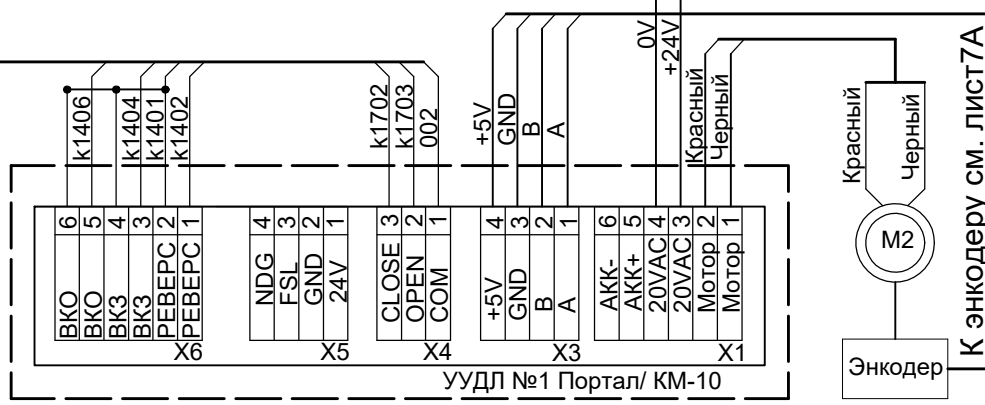 k1406
k1404
k1401
k1402
k1702
k1703
002
+5V
GND
B
A
0V
+24V
Красный
Черный
Красный
Черный
К энкодеру см. лист7А
6
5
4
3
2
1
ВКО
ВКО
ВКЗ
ВКЗ
РЕВЕРС
РЕВЕРС
X6
4
3
2
1
NDG
FSL
GND
24V
X5
3
2
1
CLOSE
OPEN
COM
X4
4
3
2
1
+5V
GND
B
A
X3
6
5
4
3
2
1
АКК-
АКК+
20VAC
20VAC
Мотор
Мотор
X1
М2
Энкодер
УУДЛ №1 Портал/ КМ-10